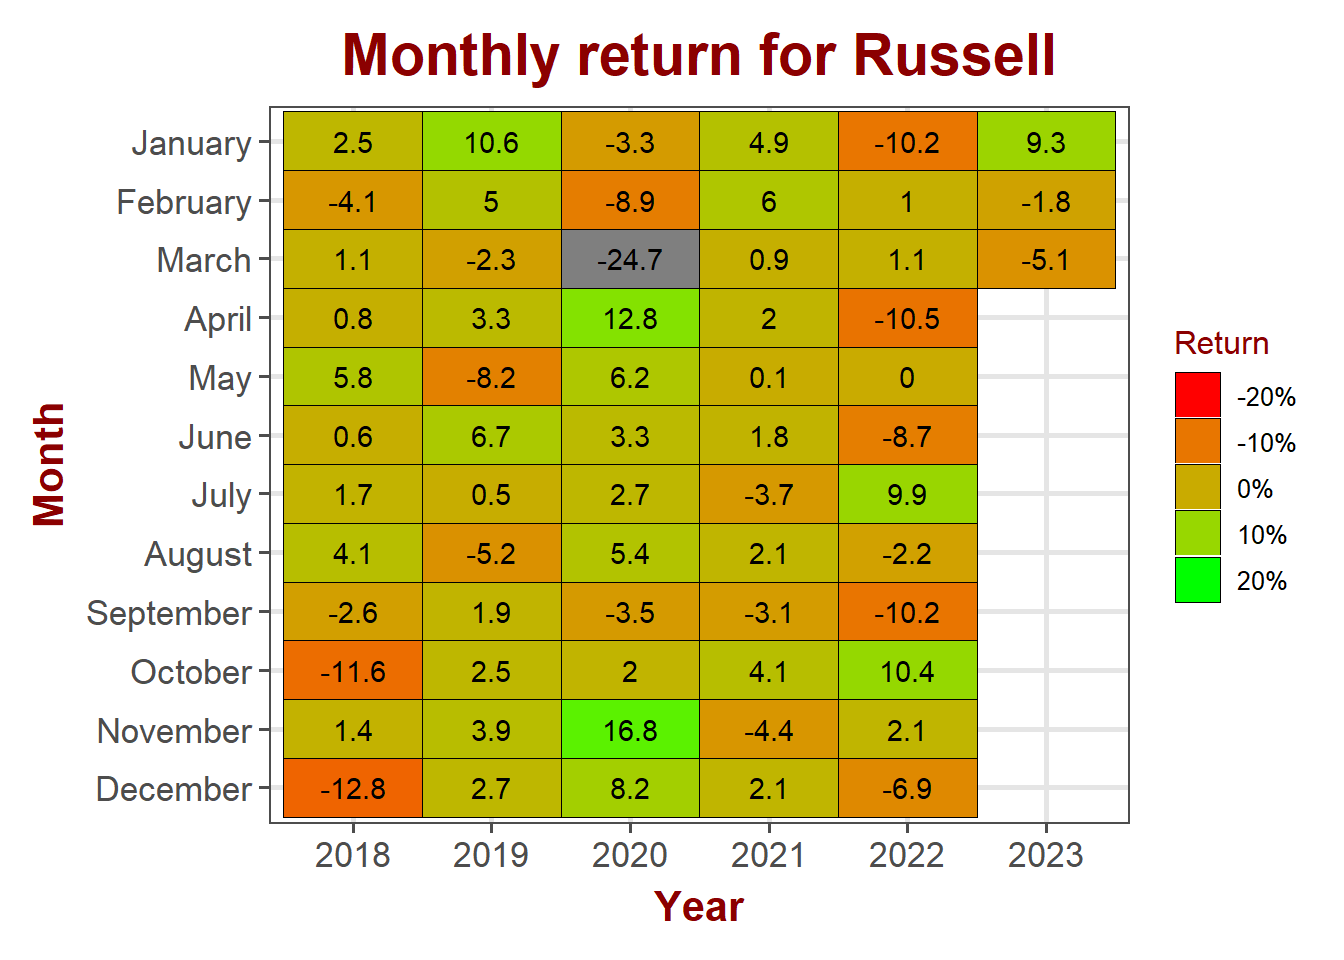 Monthly return for Russell
January 2.5 10.6 -3.3 4.9 -10.2 9.3
February -4.1 5 -8.9 6 1 -1.8
March 1.1 -2.3 -24.7 0.9 1.1 -5.1
April 0.8 3.3 12.8 2 -10.5
May 5.8 -8.2 6.2 0.1 0
June 0.6 6.7 3.3 1.8 -8.7
July 1.7 0.5 2.7 -3.7 9.9
August 4.1 -5.2 5.4 2.1 -2.2
September -2.6 1.9 -3.5 -3.1 -10.2
October -11.6 2.5 2 4.1 10.4
November 1.4 3.9 16.8 -4.4 2.1
December -12.8 2.7 8.2 2.1 -6.9
2018 2019 2020 2021 2022 2023
Year
Month
Return
-20%
-10%
0%
10%
20%